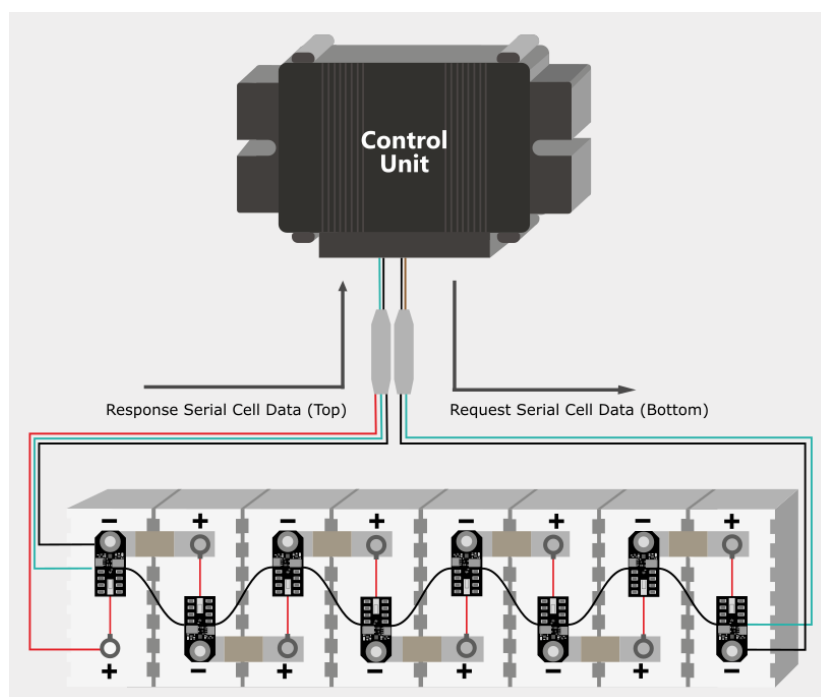 Control
Unit
Response Serial Cell Data (Top)
Request Serial Cell Data (Bottom)
− + − + − + − +
+ − + − + − + −